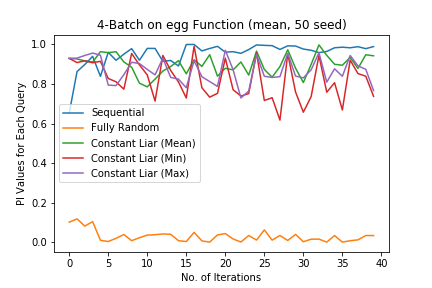 4-Batch on egg Function (mean, 50 seed)
PI Values for Each Query
1.0
0.8
0.6
0.4
0.2
0.0
Sequential
Fully Random
Constant Liar (Mean)
Constant Liar (Min)
Constant Liar (Max)
0 5 10 15 20 25 30 35 40
No. of Iterations